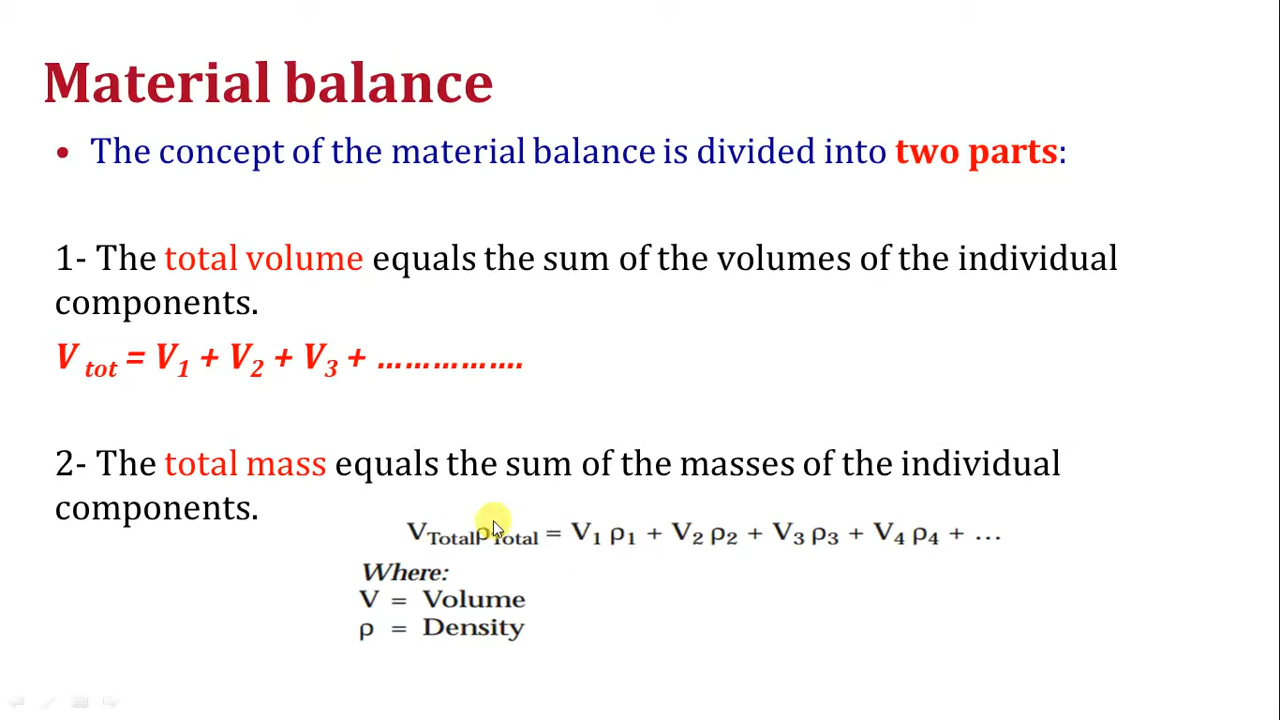 Material balance
• The concept of the material balance is divided into two parts:
1- The total volume equals the sum of the volumes of the individual
components.
V tot = V1 + V2 + V3 + …………….
2- The total mass equals the sum of the masses of the individual
components.
VTotalρTotal = V1 ρ1 + V2 ρ2 + V3 ρ3 + V4 ρ4 + …
Where:
V = Volume
ρ = Density